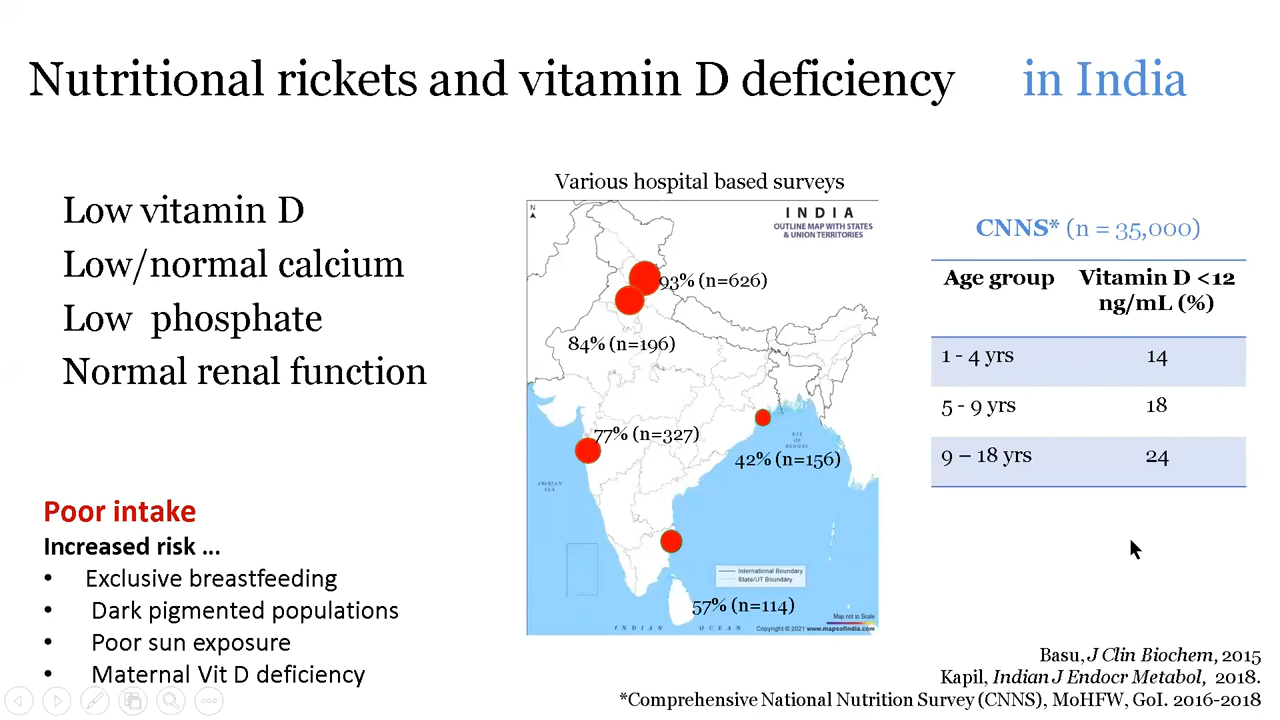 Nutritional rickets and vitamin D deficiency in India
Low vitamin D
Low/normal calcium
Low phosphate
Normal renal function
Poor intake
Increased risk ...
• Exclusive breastfeeding
• Dark pigmented populations
• Poor sun exposure
• Maternal Vit D deficiency
Various hospital based surveys
N
INDIA
OUTLINE MAP WITH STATES
& UNION TERRITORIES
93% (n=626)
84% (n=196)
77% (n=327)
42% (n=156)
57% (n=114)
BAY
OF
BENGAL
ARABIAN
SEA
INDIAN OCEAN
International Boundary
State/UT Boundary
Map not to Scale
Copyright © 2021 www.mapsofindia.com
CNNS* (n = 35,000)
Age group Vitamin D <12
ng/mL (%)
1 - 4 yrs 14
5 - 9 yrs 18
9 – 18 yrs 24
Basu, J Clin Biochem, 2015
Kapil, Indian J Endocr Metabol, 2018.
*Comprehensive National Nutrition Survey (CNNS), MoHFW, GoI. 2016-2018